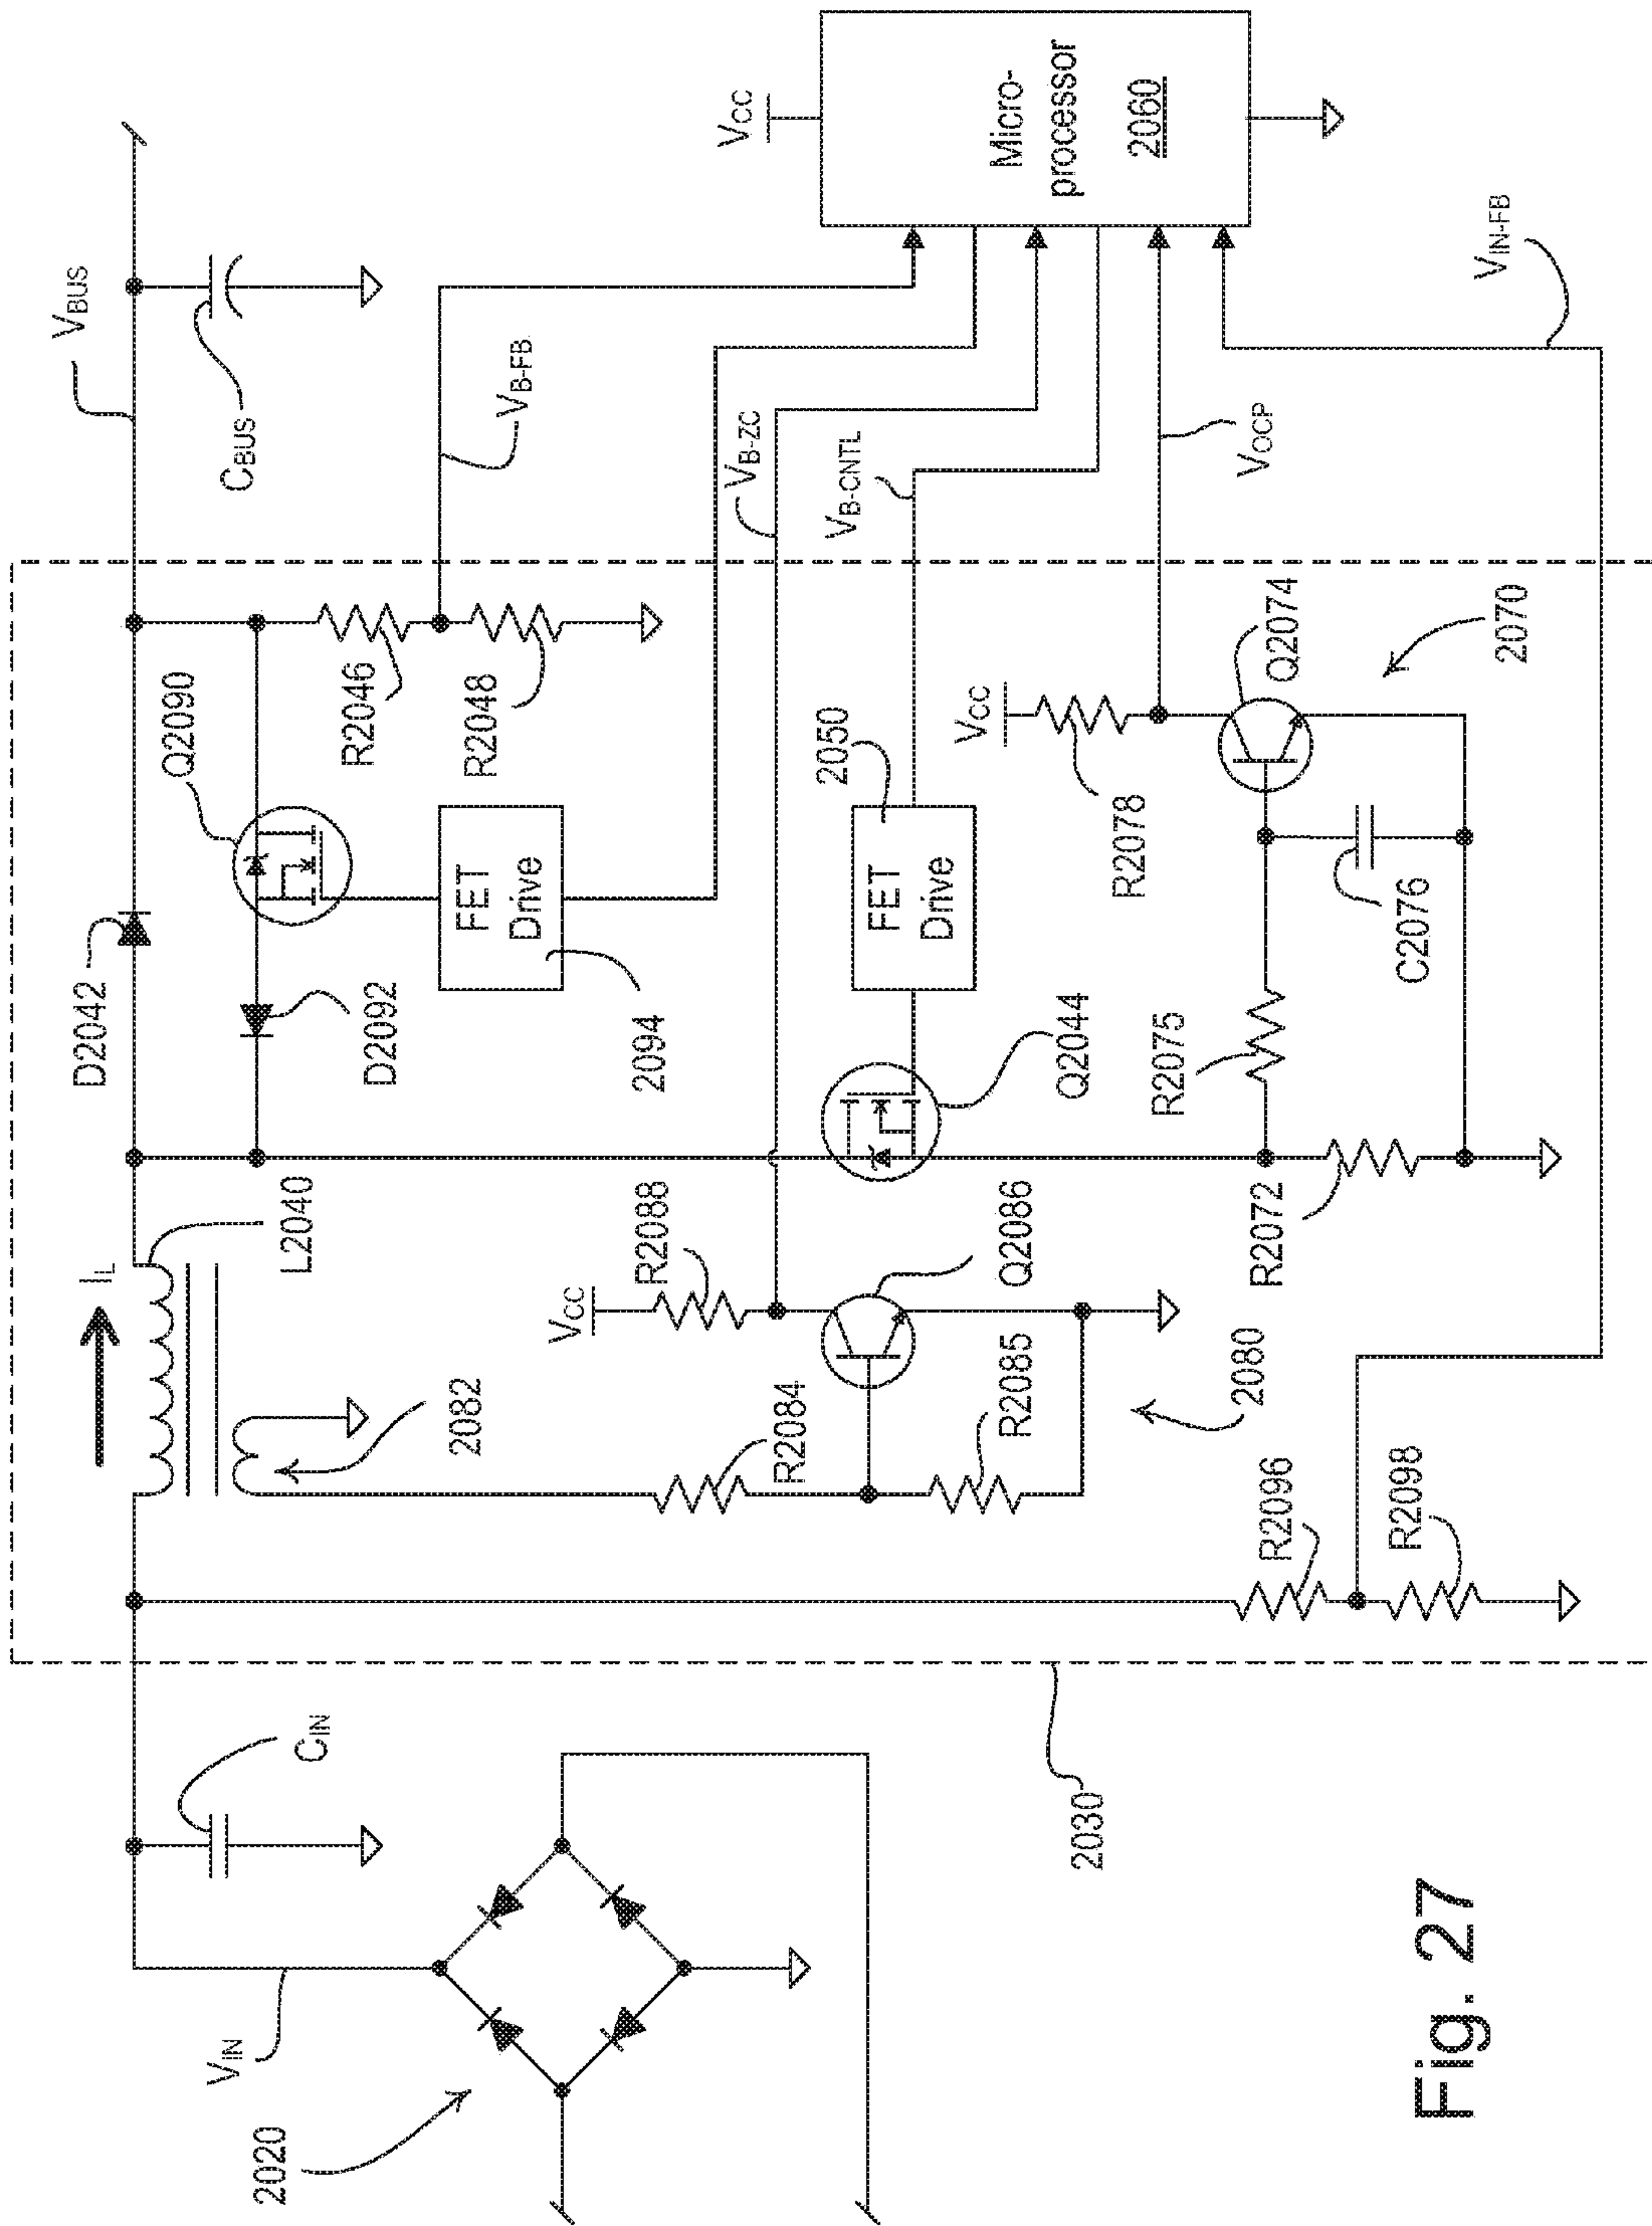 IL
VBUS
D2042
CBUS
L2040
Q2090
CIN
D2092
R2046
VIN
VB-FB
R2048
FET
Drive
2020
2082
2094
VCC
R2088
VB-ZC
VCC
R2084
2050
VB-CNTL
FET
Drive
Q2086
R2085
Q2044
VCC
Micro-
processor
2060
2030
2080
R2078
R2075
VOCP
Q2074
R2096
R2072
C2076
R2098
2070
VIN-FB
Fig. 27